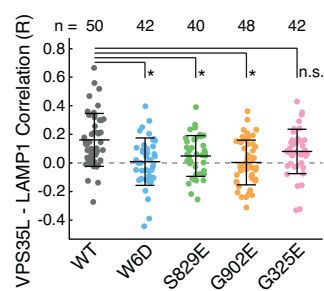 n = 50 42 40 48 42
VPS35L - LAMP1 Correlation (R)
0.8
0.6
0.4
0.2
0.0
-0.2
-0.4
* * * n.s.
WT W6D S829E G902E G325E